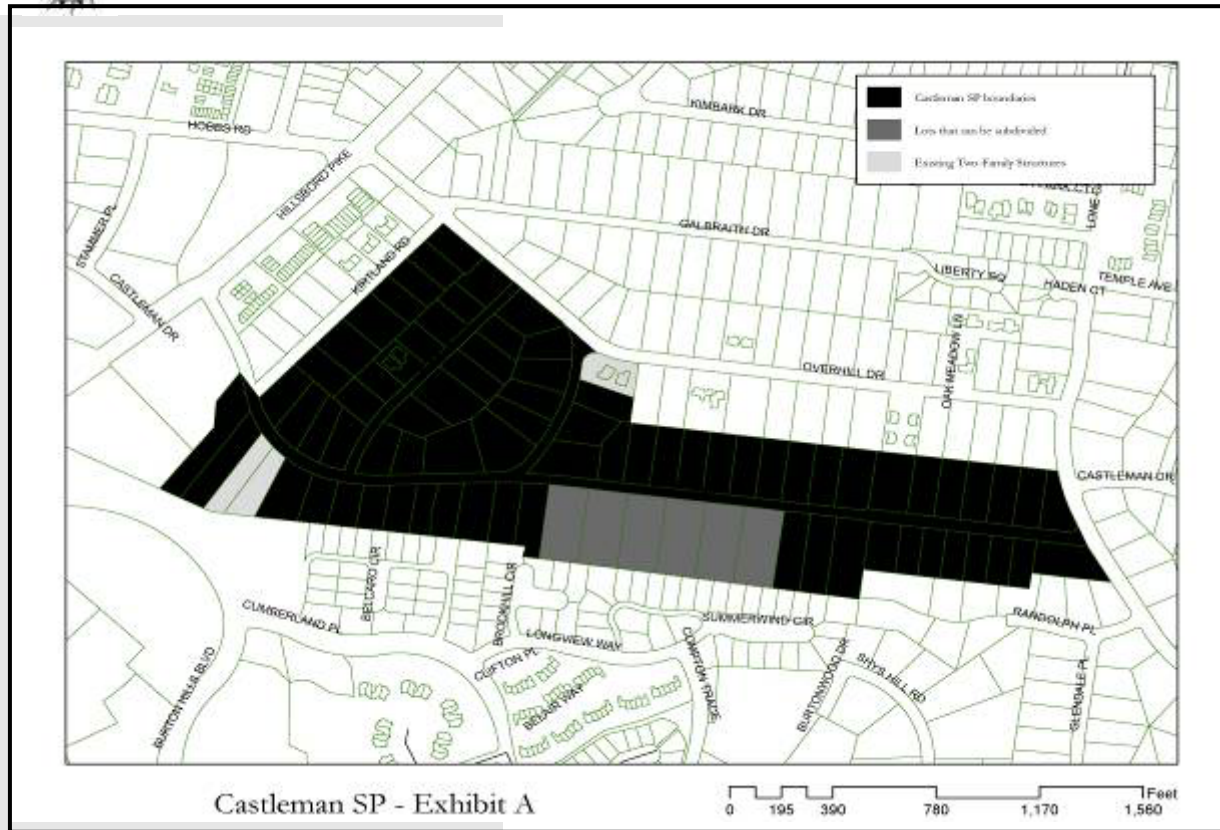 Castleman SP boundaries
Lots that can be subdivided
Existing Two-Family Structures
KIMBARK DR
HOBBS RD
HILLSBORO PIKE
STAMMER PL
KIRTLAND RD
GALBRAITH DR
LIBERTY SQ
HADEN CT
TEMPLE AVE
CASTLEMAN DR
OVERHILL DR
OAK MEADOW LN
CASTLEMAN DR
BELCARO CIR
BROOKHILL CIR
CUMBERLAND PL
SUMMERWIND CIR
RANDOLPH PL
LONGVIEW WAY
CLIFTON PL
COMPTON TRACE
BURTON HILLS BLVD
BELAIR WAY
BURTONWOOD DR
SHYS HILL RD
GLENDALE PL
Castleman SP - Exhibit A
Feet
0 195 390 780 1,170 1,560